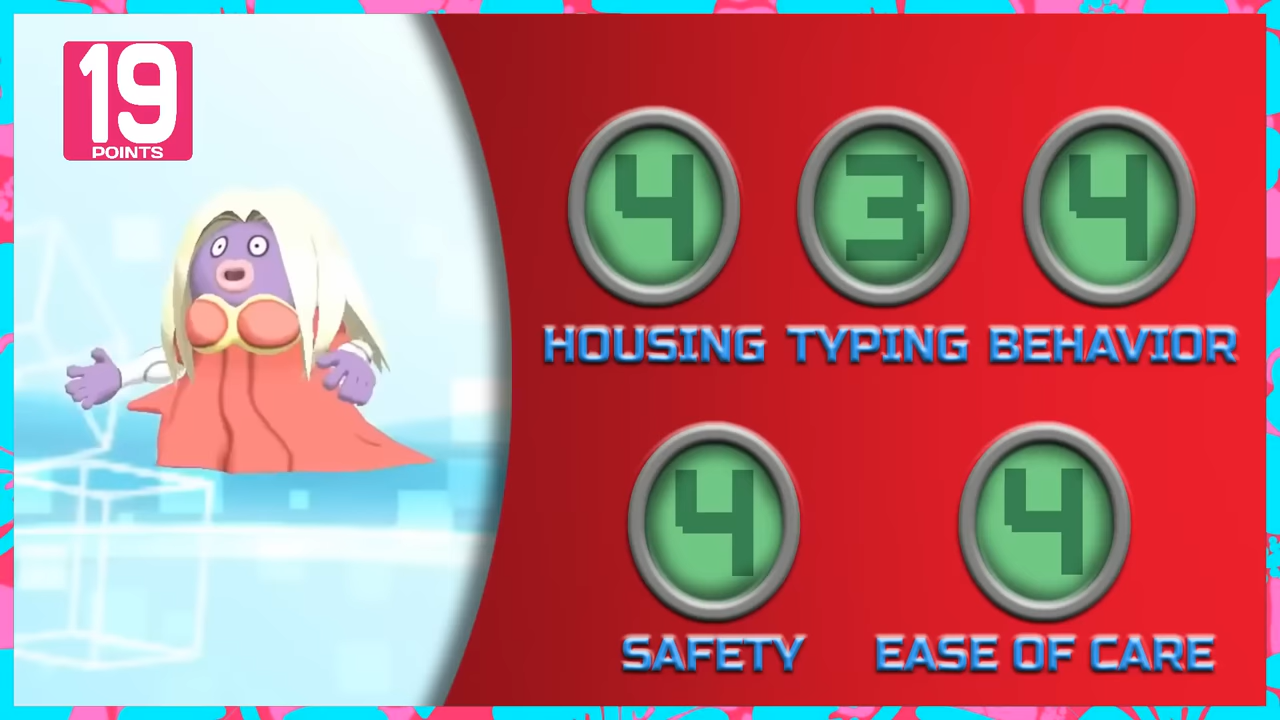 19
POINTS
4 3 4
HOUSING TYPING BEHAVIOR
4 4
SAFETY EASE OF CARE